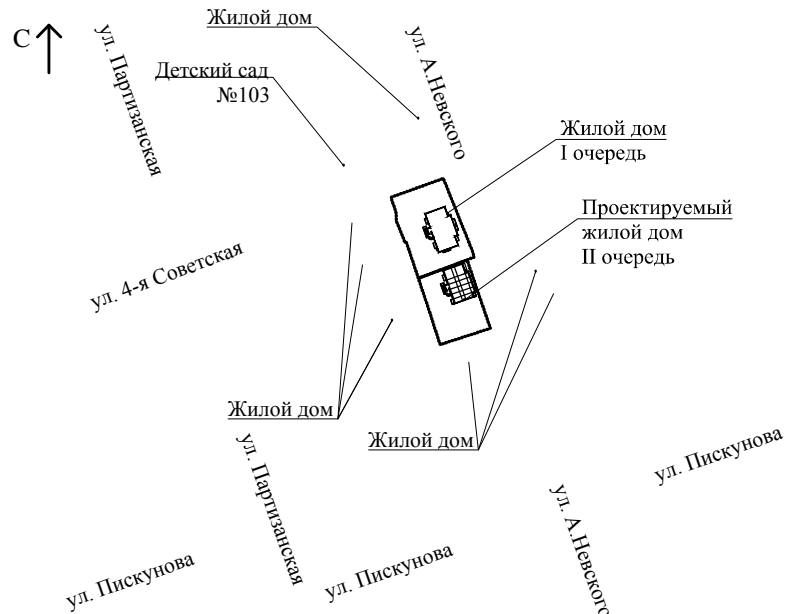 Жилой дом
С
ул. Партизанская
ул. А.Невского
Детский сад
№103
Жилой дом
I очередь
Проектируемый
жилой дом
II очередь
ул. 4-я Советская
Жилой дом
Жилой дом
ул. Партизанская
ул. Пискунова
ул. А.Невского
ул. Пискунова
ул. Пискунова